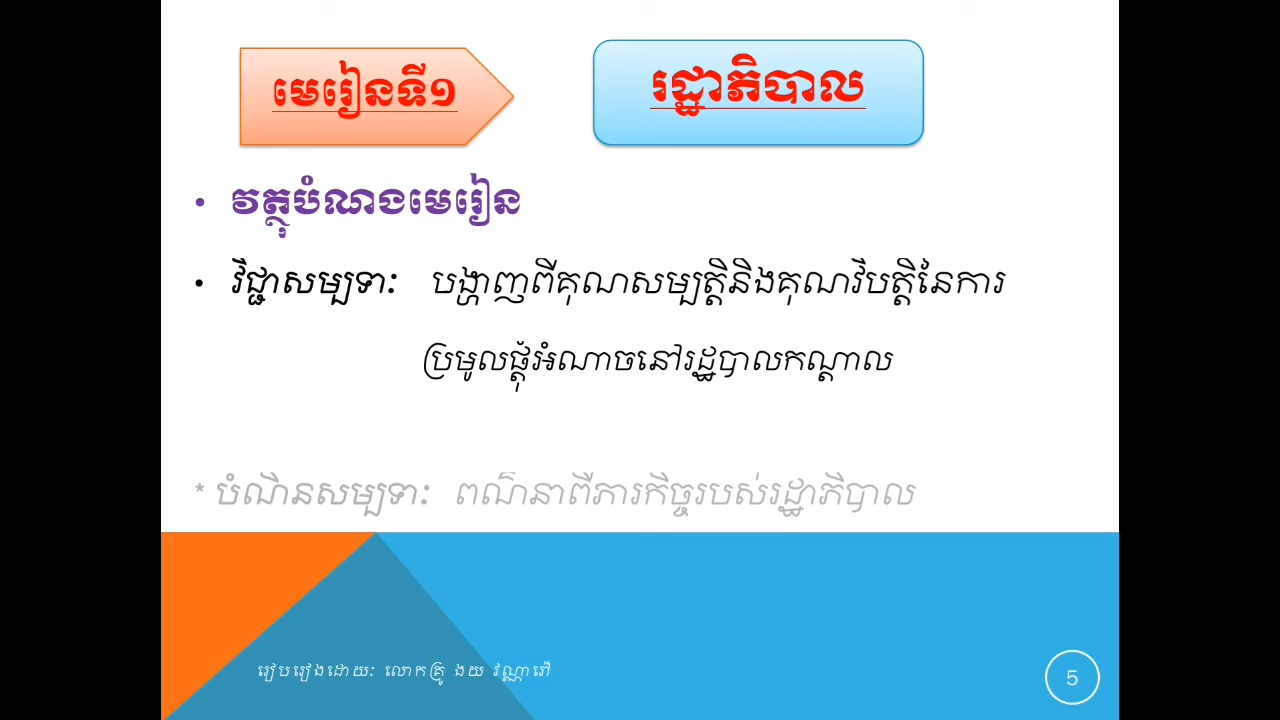 មេរៀនទី១
រដ្ឋាភិបាល
• វត្ថុបំណងមេរៀន
• វិជ្ជាសម្បទាៈ បង្ហាញពីគុណសម្បត្តិនិងគុណវិបត្តិនៃការ
ប្រមូលផ្តុំអំណាចនៅរដ្ឋបាលកណ្តាល
* បំណិនសម្បទាៈ ពណ៌នាពីភារកិច្ចរបស់រដ្ឋាភិបាល
រៀបរៀងដោយៈ លោកគ្រូ ងយ វណ្ណារ៉ៅ
5